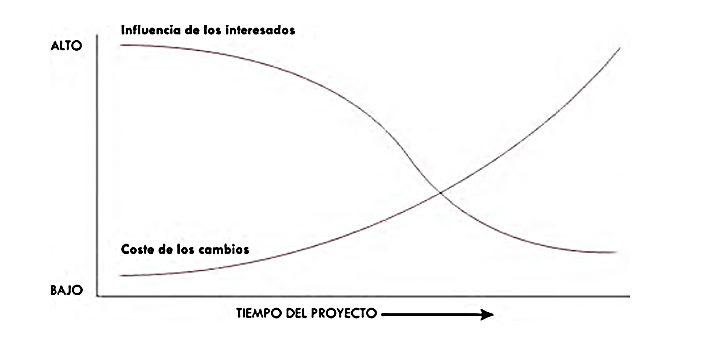 Influencia de los interesados
ALTO
Coste de los cambios
BAJO
TIEMPO DEL PROYECTO